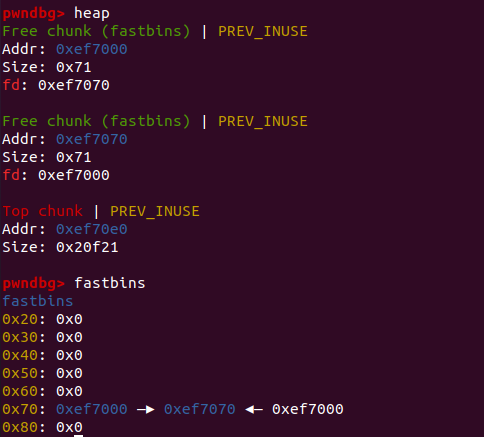 pwndbg> heap
Free chunk (fastbins) | PREV_INUSE
Addr: 0xef7000
Size: 0x71
fd: 0xef7070
Free chunk (fastbins) | PREV_INUSE
Addr: 0xef7070
Size: 0x71
fd: 0xef7000
Top chunk | PREV_INUSE
Addr: 0xef70e0
Size: 0x20f21
pwndbg> fastbins
fastbins
0x20: 0x0
0x30: 0x0
0x40: 0x0
0x50: 0x0
0x60: 0x0
0x70: 0xef7000 —▸ 0xef7070 ◂— 0xef7000
0x80: 0x0